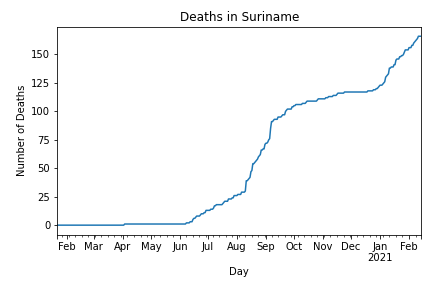 Deaths in Suriname
Number of Deaths
150
125
100
75
50
25
0
Feb Mar Apr May Jun Jul Aug Sep Oct Nov Dec Jan Feb
2021
Day